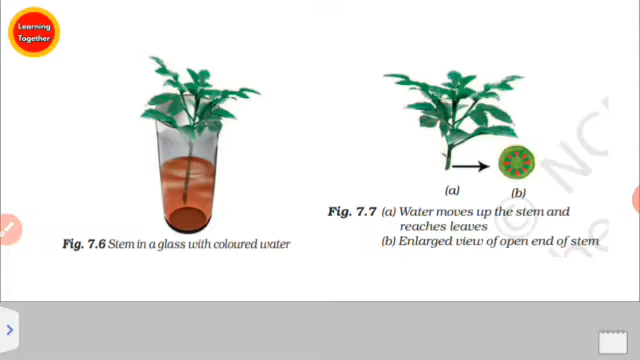 Learning
Together
Fig. 7.6 Stem in a glass with coloured water
(a)
(b)
Fig. 7.7 (a) Water moves up the stem and
reaches leaves
(b) Enlarged view of open end of stem